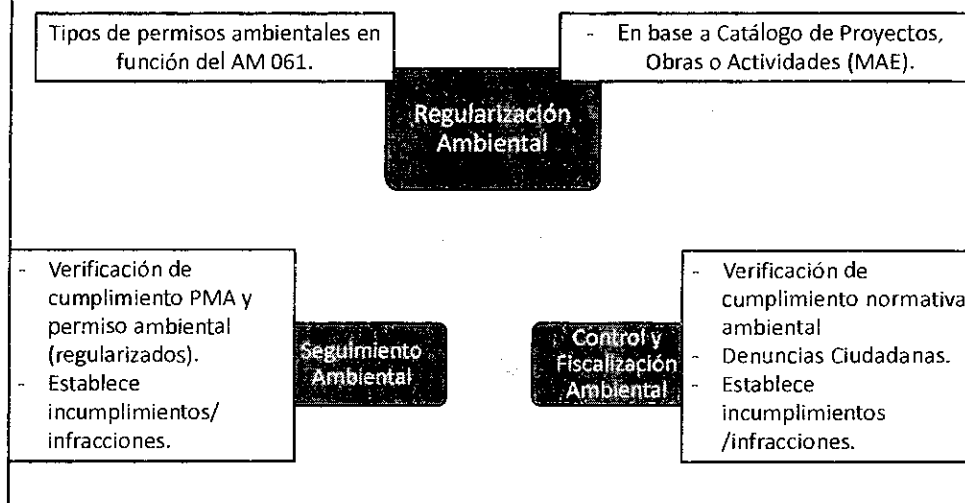 Tipos de permisos ambientales en
función del AM 061.
- En base a Catálogo de Proyectos,
Obras o Actividades (MAE).
Regularización
Ambiental
- Verificación de
cumplimiento PMA y
permiso ambiental
(regularizados).
- Establece
incumplimientos/
infracciones.
Seguimiento
Ambiental
Control y
Fiscalización
Ambiental
- Verificación de
cumplimiento normativa
ambiental
- Denuncias Ciudadanas.
- Establece
incumplimientos
/infracciones.